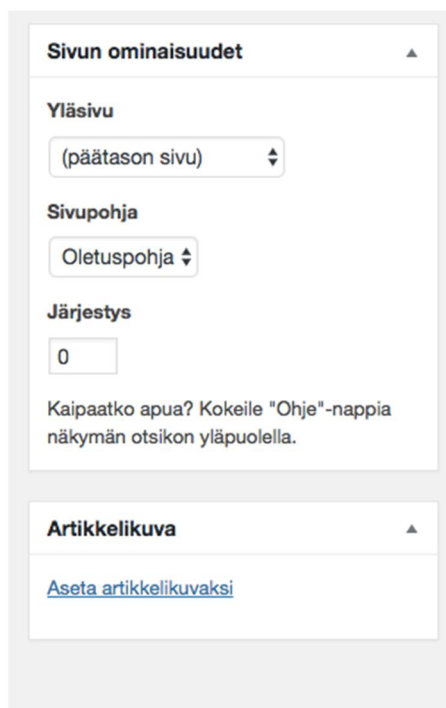 Sivun ominaisuudet
Yläsivu
(päätason sivu)
Sivupohja
Oletuspohja
Järjestys
0
Kaipaatko apua? Kokeile "Ohje"-nappia
näkymän otsikon yläpuolella.
Artikkelikuva
Aseta artikkelikuvaksi